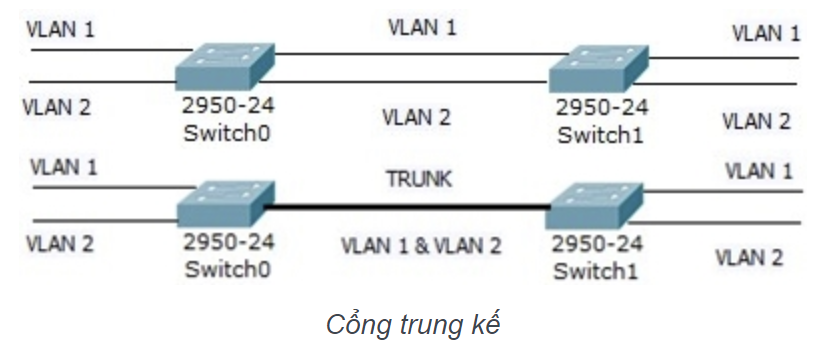 VLAN 1
VLAN 1
VLAN 1
VLAN 2
2950-24
Switch0
VLAN 2
2950-24
Switch1
VLAN 2
VLAN 1
TRUNK
VLAN 1
VLAN 2
2950-24
Switch0
VLAN 1 & VLAN 2
2950-24
Switch1
VLAN 2
Cổng trung kế